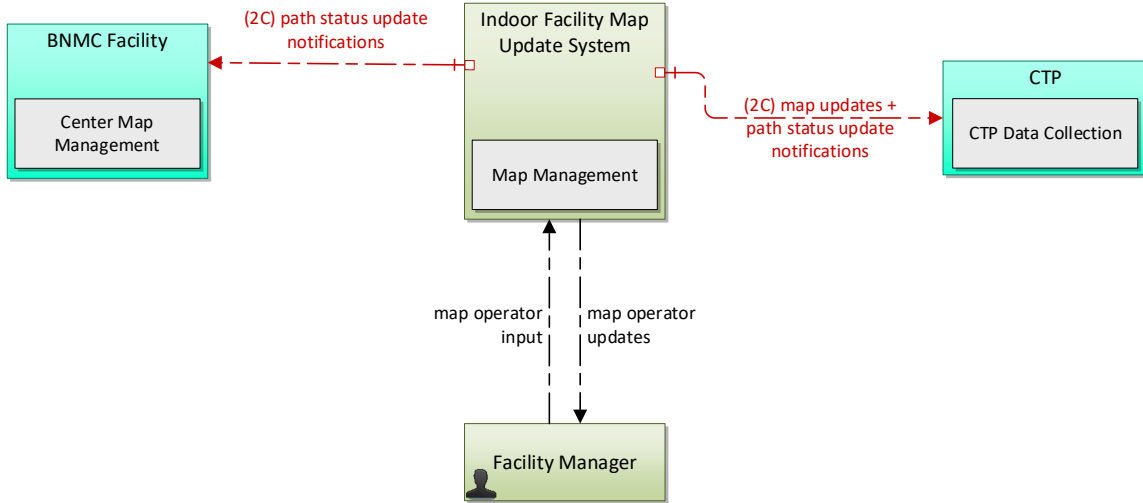 BNMC Facility
Center Map
Management
(2C) path status update
notifications
Indoor Facility Map
Update System
Map Management
(2C) map updates +
path status update
notifications
CTP
CTP Data Collection
map operator
input
map operator
updates
Facility Manager